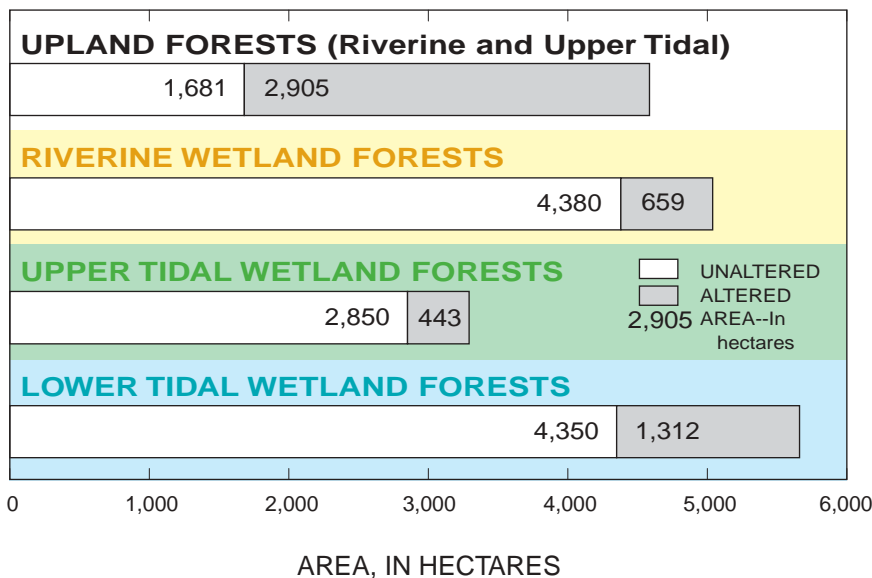 UPLAND FORESTS (Riverine and Upper Tidal)
1,681 2,905
RIVERINE WETLAND FORESTS
4,380 659
UPPER TIDAL WETLAND FORESTS
2,850 443
UNALTERED
ALTERED
2,905 AREA--In
hectares
LOWER TIDAL WETLAND FORESTS
4,350 1,312
0 1,000 2,000 3,000 4,000 5,000 6,000
AREA, IN HECTARES